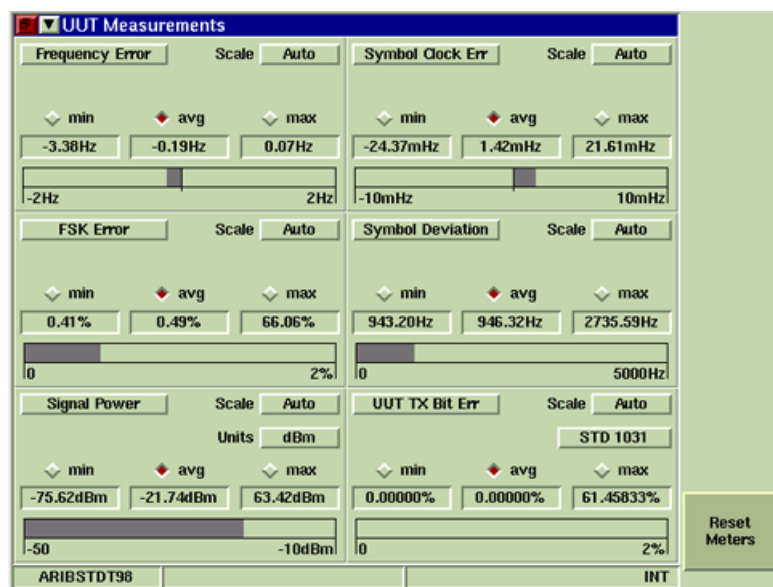 UUT Measurements
Frequency Error Scale Auto
min avg max
-3.38Hz -0.19Hz 0.07Hz
-2Hz 2Hz
Symbol Clock Err Scale Auto
min avg max
-24.37mHz 1.42mHz 21.61mHz
-10mHz 10mHz
FSK Error Scale Auto
min avg max
0.41% 0.49% 66.06%
0 2%
Symbol Deviation Scale Auto
min avg max
943.20Hz 946.32Hz 2735.59Hz
0 5000Hz
Signal Power Scale Auto
Units dBm
min avg max
-75.62dBm -21.74dBm 63.42dBm
-50 -10dBm
UUT TX Bit Err Scale Auto
STD 1031
min avg max
0.00000% 0.00000% 61.45833%
0 2%
Reset
Meters
ARIBSTDT98 INT